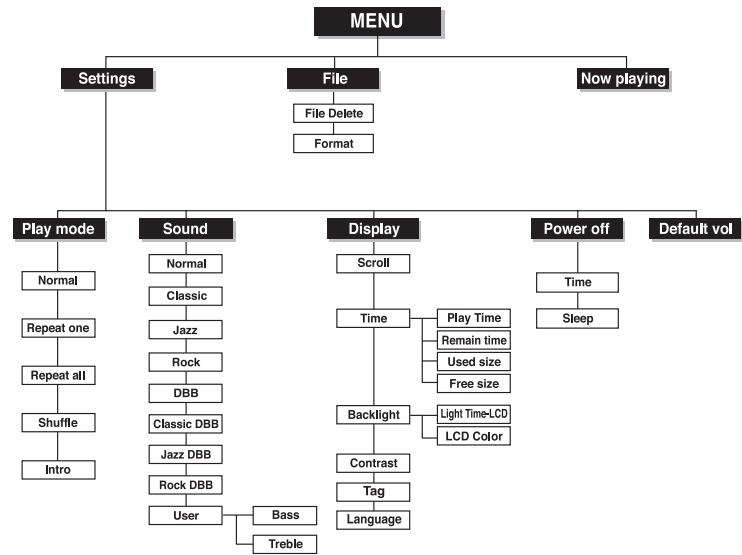 MENU
Settings
File
Now playing
File Delete
Format
Play mode
Sound
Display
Power off
Default vol
Normal
Repeat one
Repeat all
Shuffle
Intro
Normal
Classic
Jazz
Rock
DBB
Classic DBB
Jazz DBB
Rock DBB
User
Bass
Treble
Scroll
Time
Play Time
Remain time
Used size
Free size
Backlight
Light Time-LCD
LCD Color
Contrast
Tag
Language
Time
Sleep